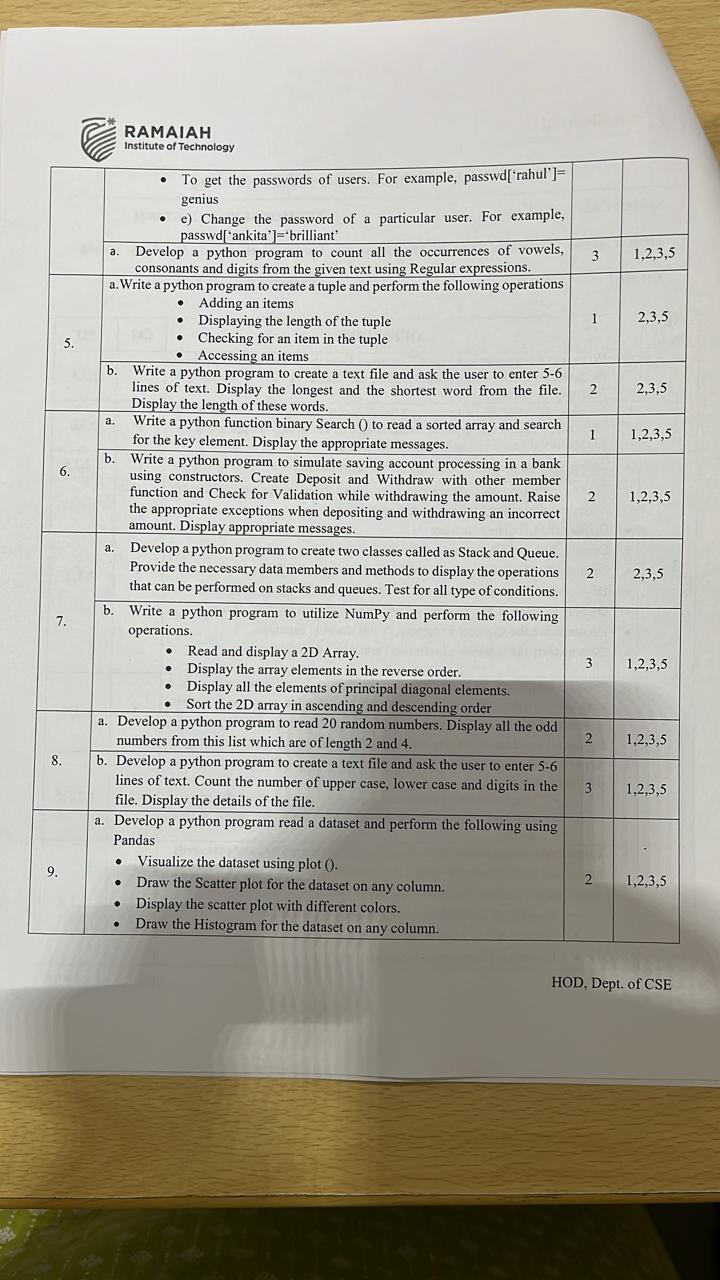 RAMAIAH
Institute of Technology
• To get the passwords of users. For example, passwd['rahul']=
genius
• e) Change the password of a particular user. For example,
passwd['ankita']='brilliant'
a. Develop a python program to count all the occurrences of vowels,
consonants and digits from the given text using Regular expressions.
3
1,2,3,5
5.
a.Write a python program to create a tuple and perform the following operations
• Adding an items
• Displaying the length of the tuple
• Checking for an item in the tuple
• Accessing an items
1
2,3,5
b. Write a python program to create a text file and ask the user to enter 5-6
lines of text. Display the longest and the shortest word from the file.
Display the length of these words.
2
2,3,5
6.
a. Write a python function binary Search () to read a sorted array and search
for the key element. Display the appropriate messages.
1
1,2,3,5
b. Write a python program to simulate saving account processing in a bank
using constructors. Create Deposit and Withdraw with other member
function and Check for Validation while withdrawing the amount. Raise
the appropriate exceptions when depositing and withdrawing an incorrect
amount. Display appropriate messages.
2
1,2,3,5
7.
a. Develop a python program to create two classes called as Stack and Queue.
Provide the necessary data members and methods to display the operations
that can be performed on stacks and queues. Test for all type of conditions.
2
2,3,5
b. Write a python program to utilize NumPy and perform the following
operations.
• Read and display a 2D Array.
• Display the array elements in the reverse order.
• Display all the elements of principal diagonal elements.
• Sort the 2D array in ascending and descending order
3
1,2,3,5
8.
a. Develop a python program to read 20 random numbers. Display all the odd
numbers from this list which are of length 2 and 4.
2
1,2,3,5
b. Develop a python program to create a text file and ask the user to enter 5-6
lines of text. Count the number of upper case, lower case and digits in the
file. Display the details of the file.
3
1,2,3,5
9.
a. Develop a python program read a dataset and perform the following using
Pandas
• Visualize the dataset using plot ().
• Draw the Scatter plot for the dataset on any column.
• Display the scatter plot with different colors.
• Draw the Histogram for the dataset on any column.
2
1,2,3,5
HOD, Dept. of CSE